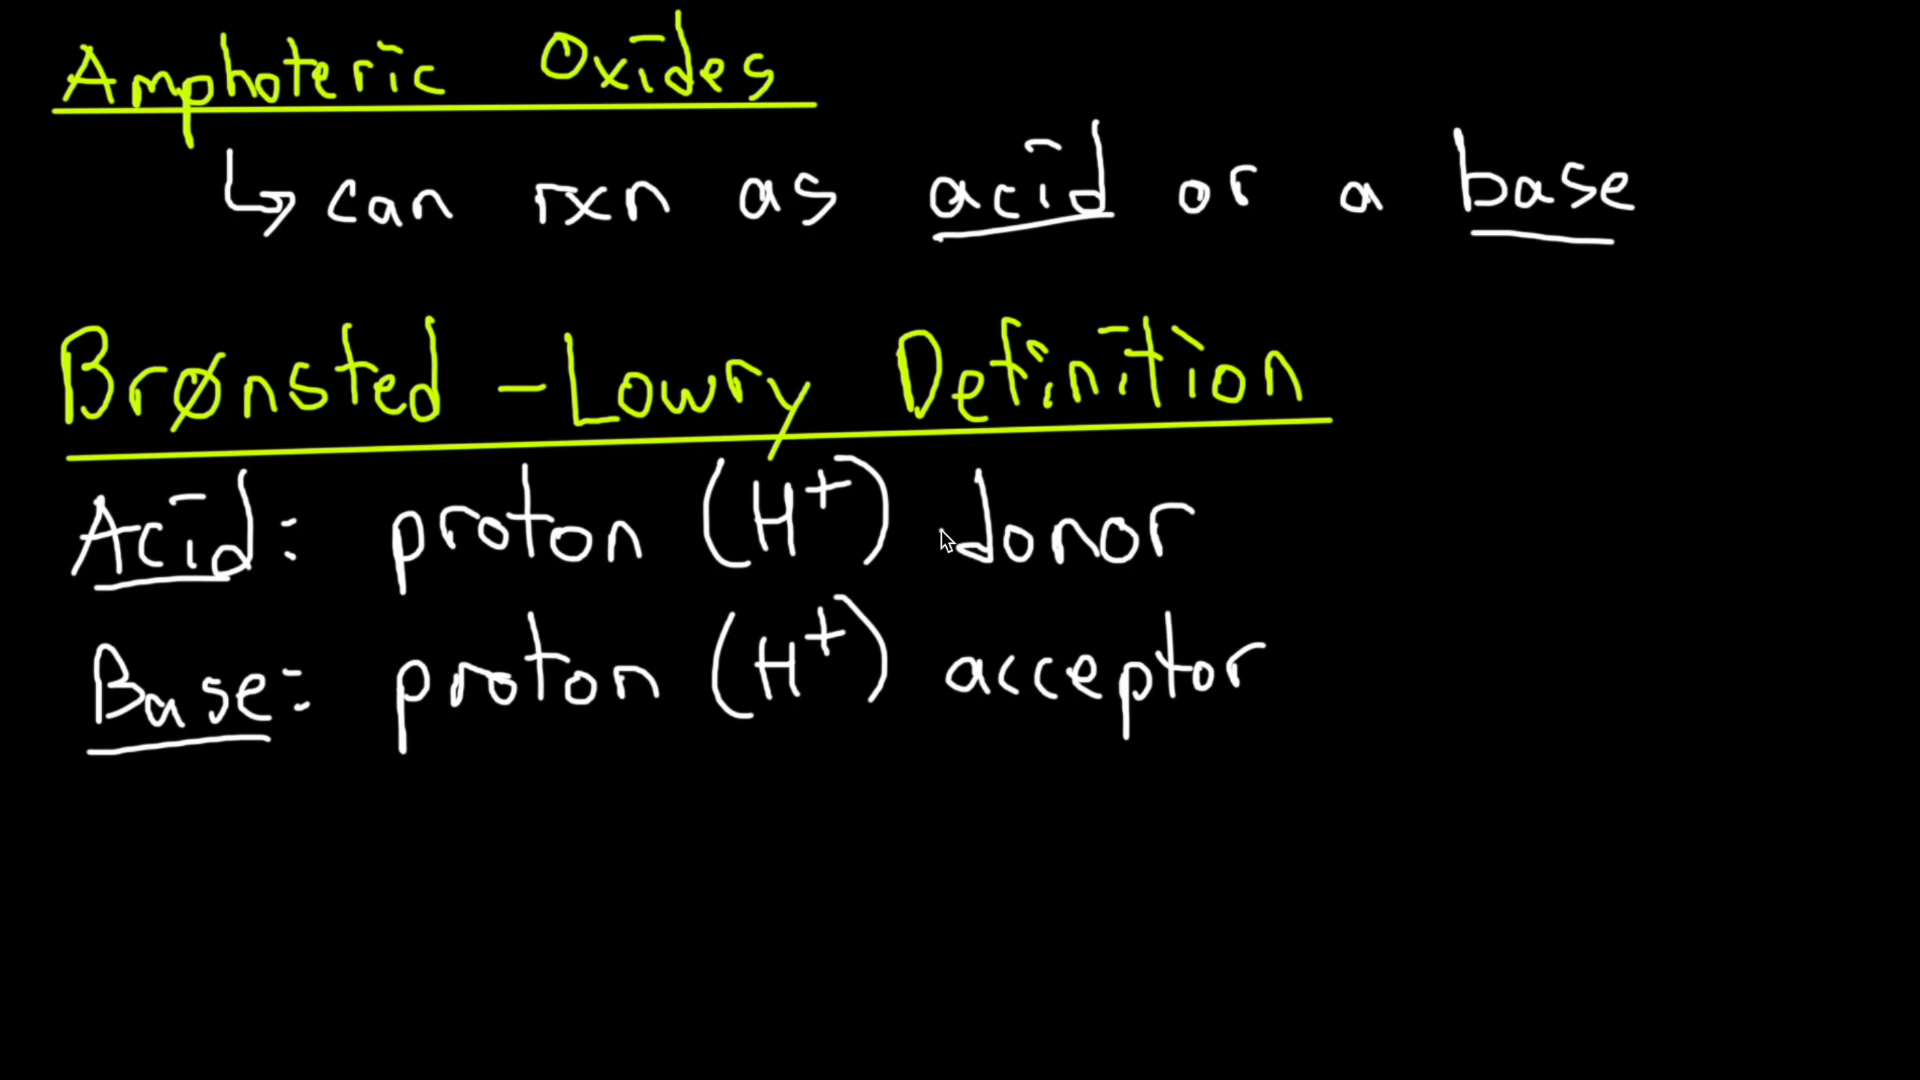 Amphoteric Oxides
↳ can rxn as acid or a base
Brønsted - Lowry Definition
Acid: proton (H⁺) donor
Base: proton (H⁺) acceptor